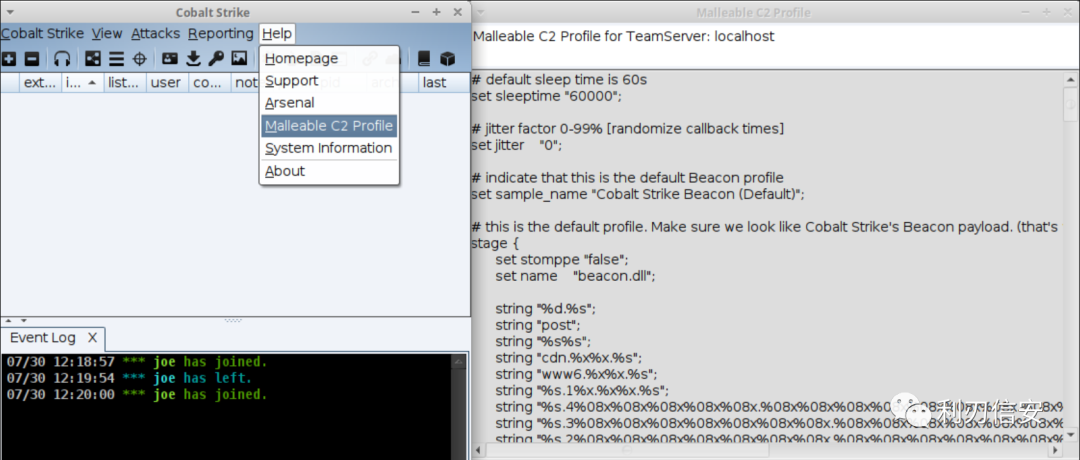 Cobalt Strike
Cobalt Strike View Attacks Reporting Help
ext... i... list... user co... not last
Homepage
Support
Arsenal
Malleable C2 Profile
System Information
About
Event Log X
07/30 12:18:57 *** joe has joined.
07/30 12:19:54 *** joe has left.
07/30 12:20:00 *** joe has joined.
Malleable C2 Profile
Malleable C2 Profile for TeamServer: localhost
# default sleep time is 60s
set sleeptime "60000";
# jitter factor 0-99% [randomize callback times]
set jitter "0";
# indicate that this is the default Beacon profile
set sample_name "Cobalt Strike Beacon (Default)";
# this is the default profile. Make sure we look like Cobalt Strike's Beacon payload. (that's
stage {
set stomppe "false";
set name "beacon.dll";
string "%d.%s";
string "post";
string "%s%s";
string "cdn.%x%x.%s";
string "www6.%x%x.%s";
string "%s.1%x.%x%x.%s";
string "%s.4%08x%08x%08x%08x%08x.%08x%08x%08x%08x
string "%s.3%08x%08x%08x%08x%08x%08x
string "%s.2%08x%08x%08x%08x%08x%08x
利刃信安